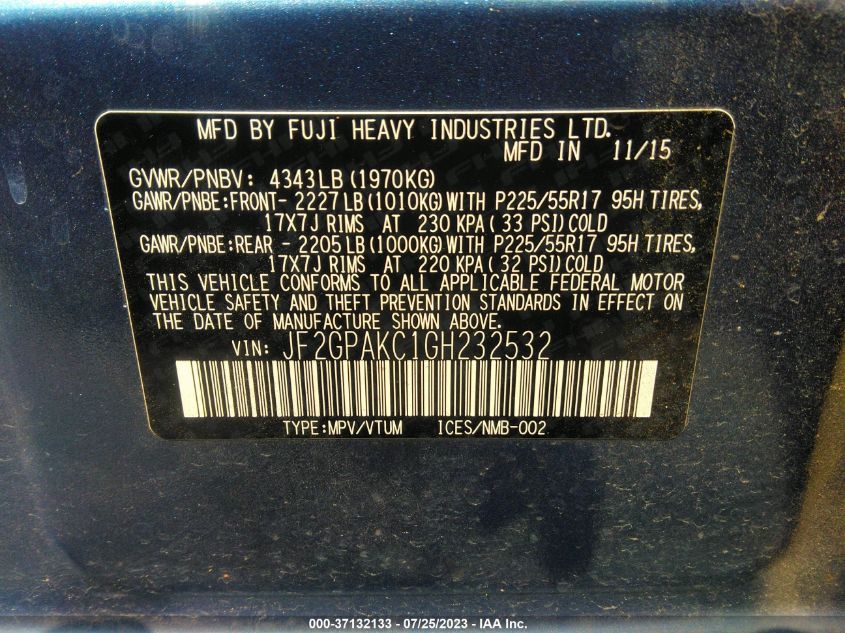 MFD BY FUJI HEAVY INDUSTRIES LTD.
MFD IN 11/15
GVWR/PNBV: 4343LB (1970KG)
GAWR/PNBE:FRONT- 2227LB (1010KG) WITH P225/55R17 95H TIRES,
17X7J RIMS AT 230 KPA ( 33 PSI) COLD
GAWR/PNBE:REAR - 2205LB (1000KG) WITH P225/55R17 95H TIRES,
17X7J RIMS AT 220 KPA ( 32 PSI) COLD
THIS VEHICLE CONFORMS TO ALL APPLICABLE FEDERAL MOTOR
VEHICLE SAFETY AND THEFT PREVENTION STANDARDS IN EFFECT ON
THE DATE OF MANUFACTURE SHOWN ABOVE.
VIN: JF2GPAKC1GH232532
TYPE:MPV/VTUM ICES/NMB-002
000-37132133 - 07/25/2023 - IAA Inc.